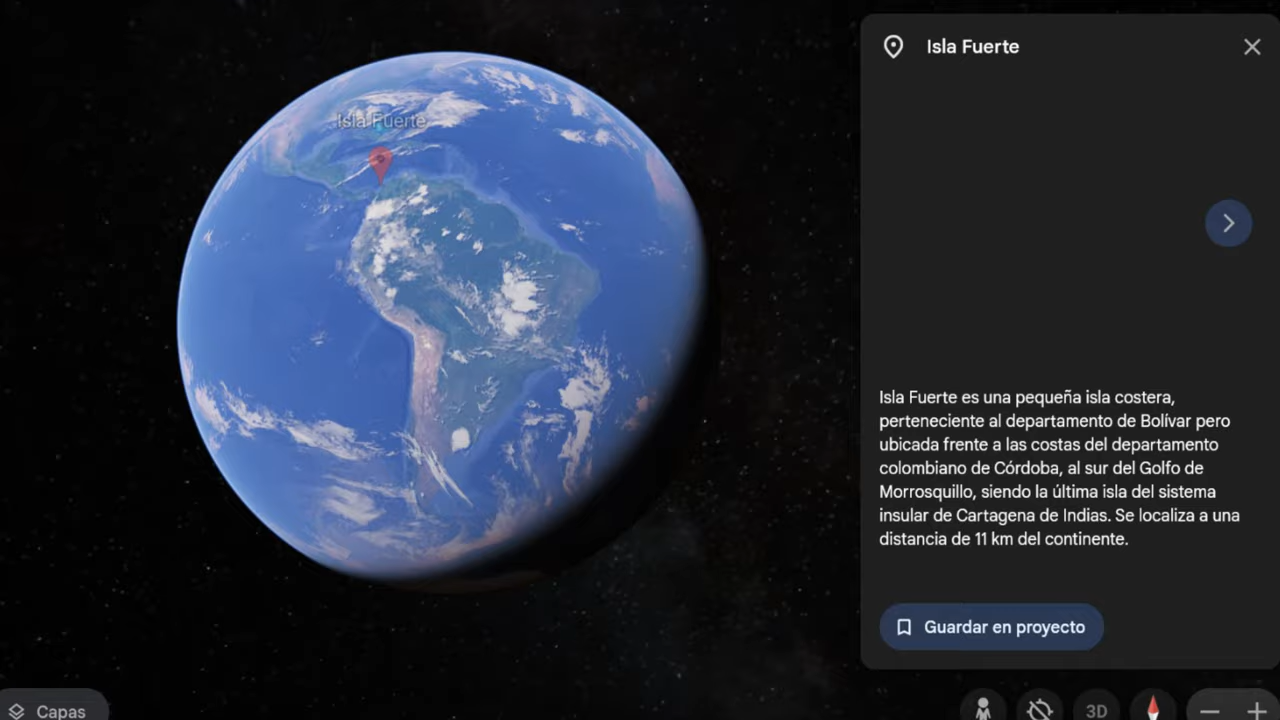 Isla Fuerte
Isla Fuerte
Isla Fuerte es una pequeña isla costera,
perteneciente al departamento de Bolívar pero
ubicada frente a las costas del departamento
colombiano de Córdoba, al sur del Golfo de
Morrosquillo, siendo la última isla del sistema
insular de Cartagena de Indias. Se localiza a una
distancia de 11 km del continente.
Guardar en proyecto
Capas
3D